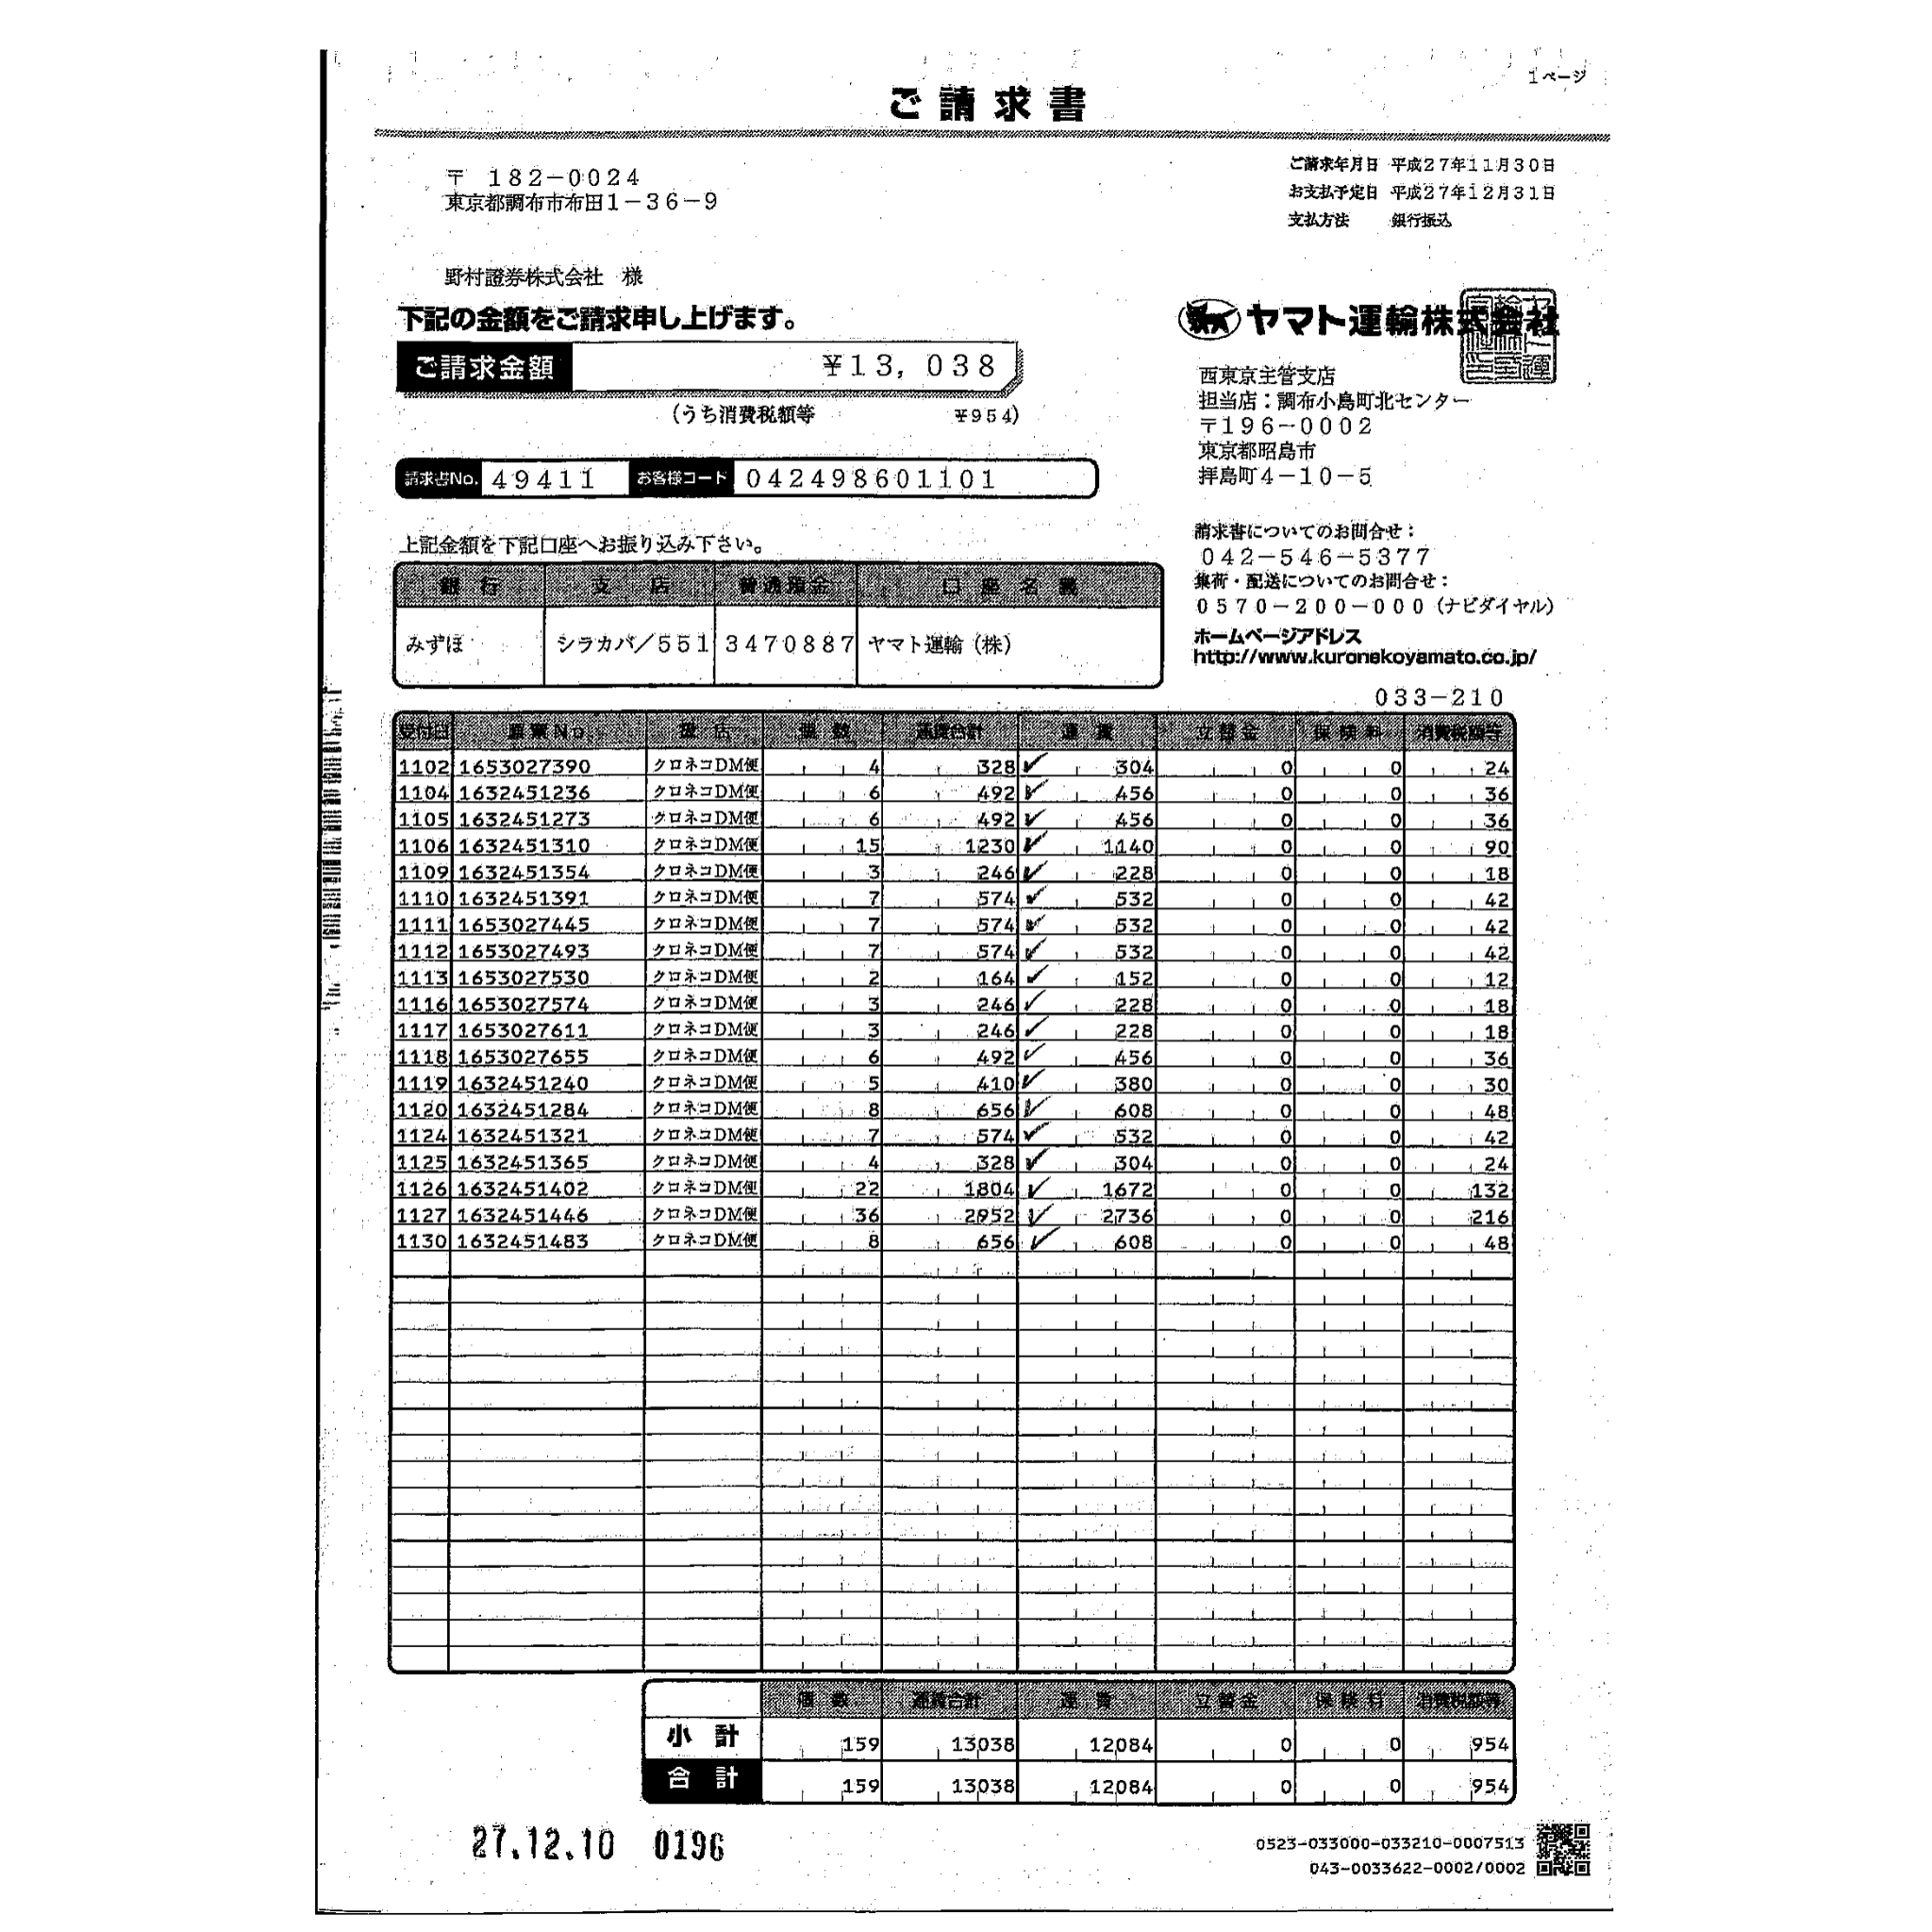 1ページ
ご請求書
〒 182-0024
東京都調布市布田1-36-9
ご請求年月日 平成27年11月30日
お支払予定日 平成27年12月31日
支払方法 銀行振込
野村證券株式会社 様
下記の金額をご請求申し上げます。
ご請求金額 ¥13,038
(うち消費税額等 ¥954)
ヤマト運輸株式会社
西東京主管支店
担当店:調布小島町北センター
〒196-0002
東京都昭島市
拝島町4-10-5
請求書No. 49411 お客様コード 042498601101
請求書についてのお問合せ:
042-546-5377
集荷・配送についてのお問合せ:
0570-200-000(ナビダイヤル)
ホームページアドレス
http://www.kuronekoyamato.co.jp/
上記金額を下記口座へお振り込み下さい。
銀行 支店 普通預金 口座名義
みずほ シラカバ/551 3470887 ヤマト運輸(株)
033-210
受付日 原票No. 扱店 個数 運賃合計 運賃 立替金 保険料 消費税額等
1102 1653027390 クロネコDM便 4 328 ✓ 304 0 0 24
1104 1632451236 クロネコDM便 6 492 ✓ 456 0 0 36
1105 1632451273 クロネコDM便 6 492 ✓ 456 0 0 36
1106 1632451310 クロネコDM便 15 1230 ✓ 1140 0 0 90
1109 1632451354 クロネコDM便 3 246 ✓ 228 0 0 18
1110 1632451391 クロネコDM便 7 574 ✓ 532 0 0 42
1111 1653027445 クロネコDM便 7 574 ✓ 532 0 0 42
1112 1653027493 クロネコDM便 7 574 ✓ 532 0 0 42
1113 1653027530 クロネコDM便 2 164 ✓ 152 0 0 12
1116 1653027574 クロネコDM便 3 246 ✓ 228 0 0 18
1117 1653027611 クロネコDM便 3 246 ✓ 228 0 0 18
1118 1653027655 クロネコDM便 6 492 ✓ 456 0 0 36
1119 1632451240 クロネコDM便 5 410 ✓ 380 0 0 30
1120 1632451284 クロネコDM便 8 656 ✓ 608 0 0 48
1124 1632451321 クロネコDM便 7 574 ✓ 532 0 0 42
1125 1632451365 クロネコDM便 4 328 ✓ 304 0 0 24
1126 1632451402 クロネコDM便 22 1804 ✓ 1672 0 0 132
1127 1632451446 クロネコDM便 36 2952 ✓ 2736 0 0 216
1130 1632451483 クロネコDM便 8 656 ✓ 608 0 0 48
個数 運賃合計 運賃 立替金 保険料 消費税額等
小計 159 13038 12084 0 0 954
合計 159 13038 12084 0 0 954
27.12.10 0196
0523-033000-033210-0007513
043-0033622-0002/0002